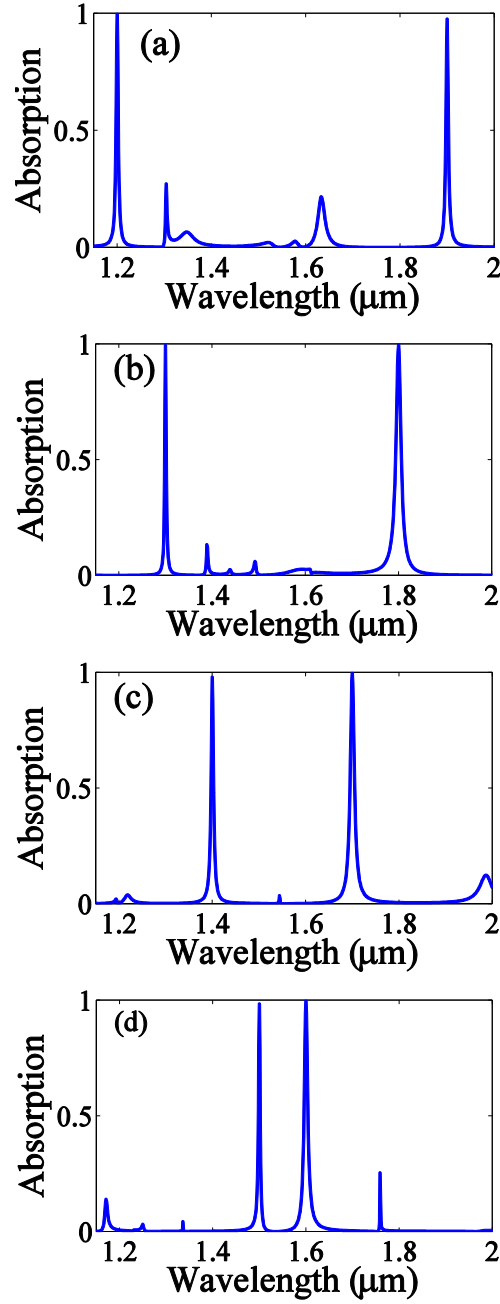 (a)
Absorption
1
0.5
0
1.2 1.4 1.6 1.8 2
Wavelength (μm)
(b)
Absorption
1
0.5
0
1.2 1.4 1.6 1.8 2
Wavelength (μm)
(c)
Absorption
1
0.5
0
1.2 1.4 1.6 1.8 2
Wavelength (μm)
(d)
Absorption
1
0.5
0
1.2 1.4 1.6 1.8 2
Wavelength (μm)